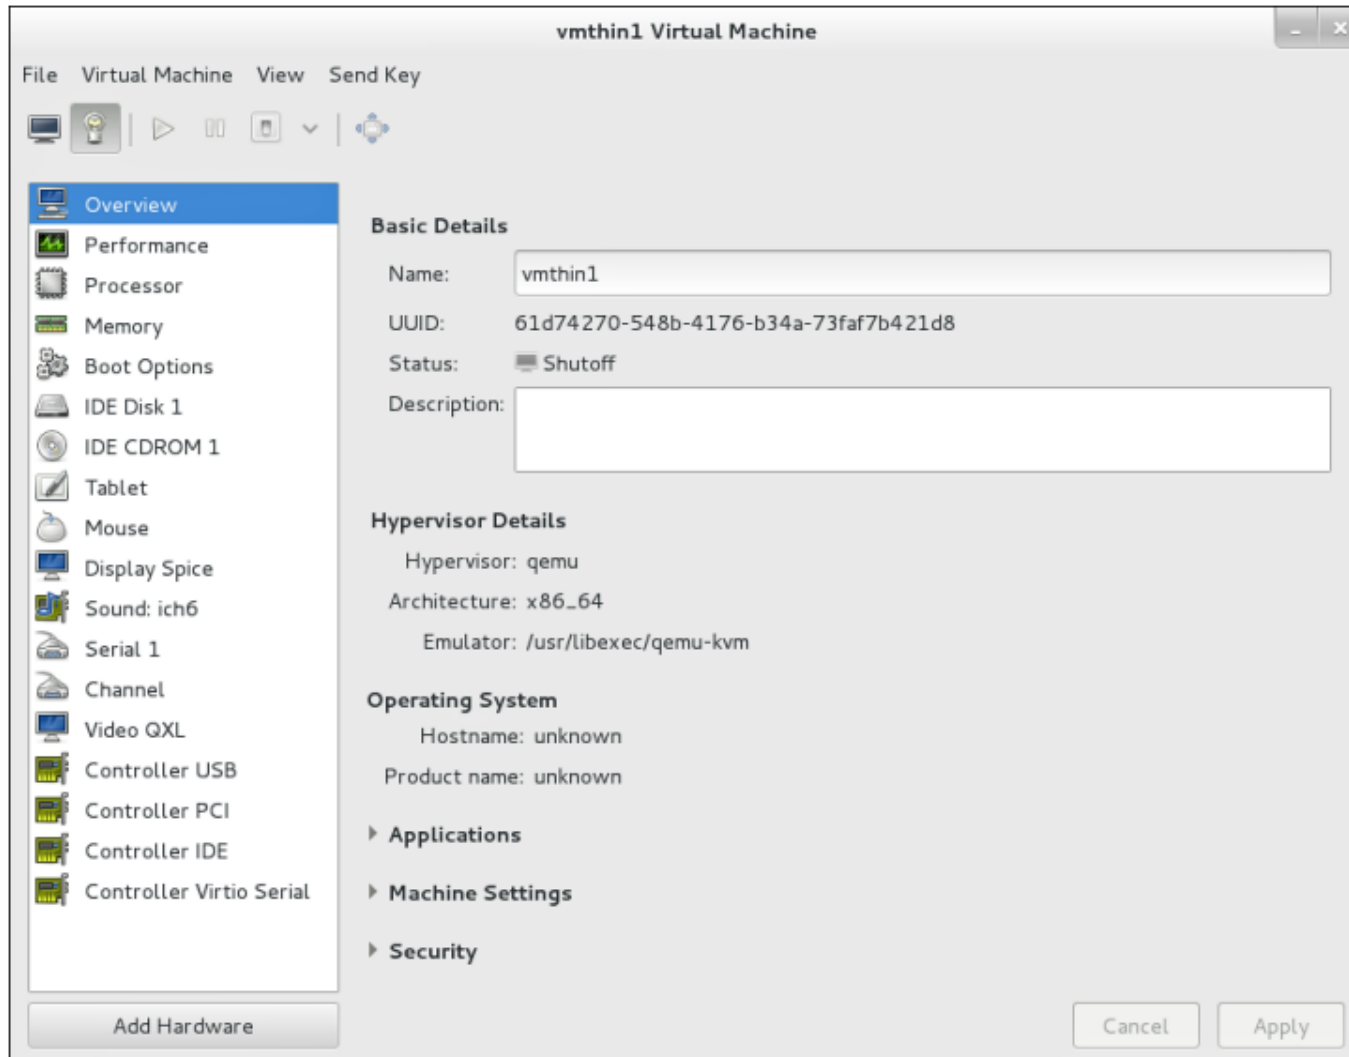 vmthin1 Virtual Machine
File Virtual Machine View Send Key
Overview
Performance
Processor
Memory
Boot Options
IDE Disk 1
IDE CDROM 1
Tablet
Mouse
Display Spice
Sound: ich6
Serial 1
Channel
Video QXL
Controller USB
Controller PCI
Controller IDE
Controller Virtio Serial
Add Hardware
Basic Details
Name: vmthin1
UUID: 61d74270-548b-4176-b34a-73faf7b421d8
Status: Shutoff
Description:
Hypervisor Details
Hypervisor: qemu
Architecture: x86_64
Emulator: /usr/libexec/qemu-kvm
Operating System
Hostname: unknown
Product name: unknown
Applications
Machine Settings
Security
Cancel Apply